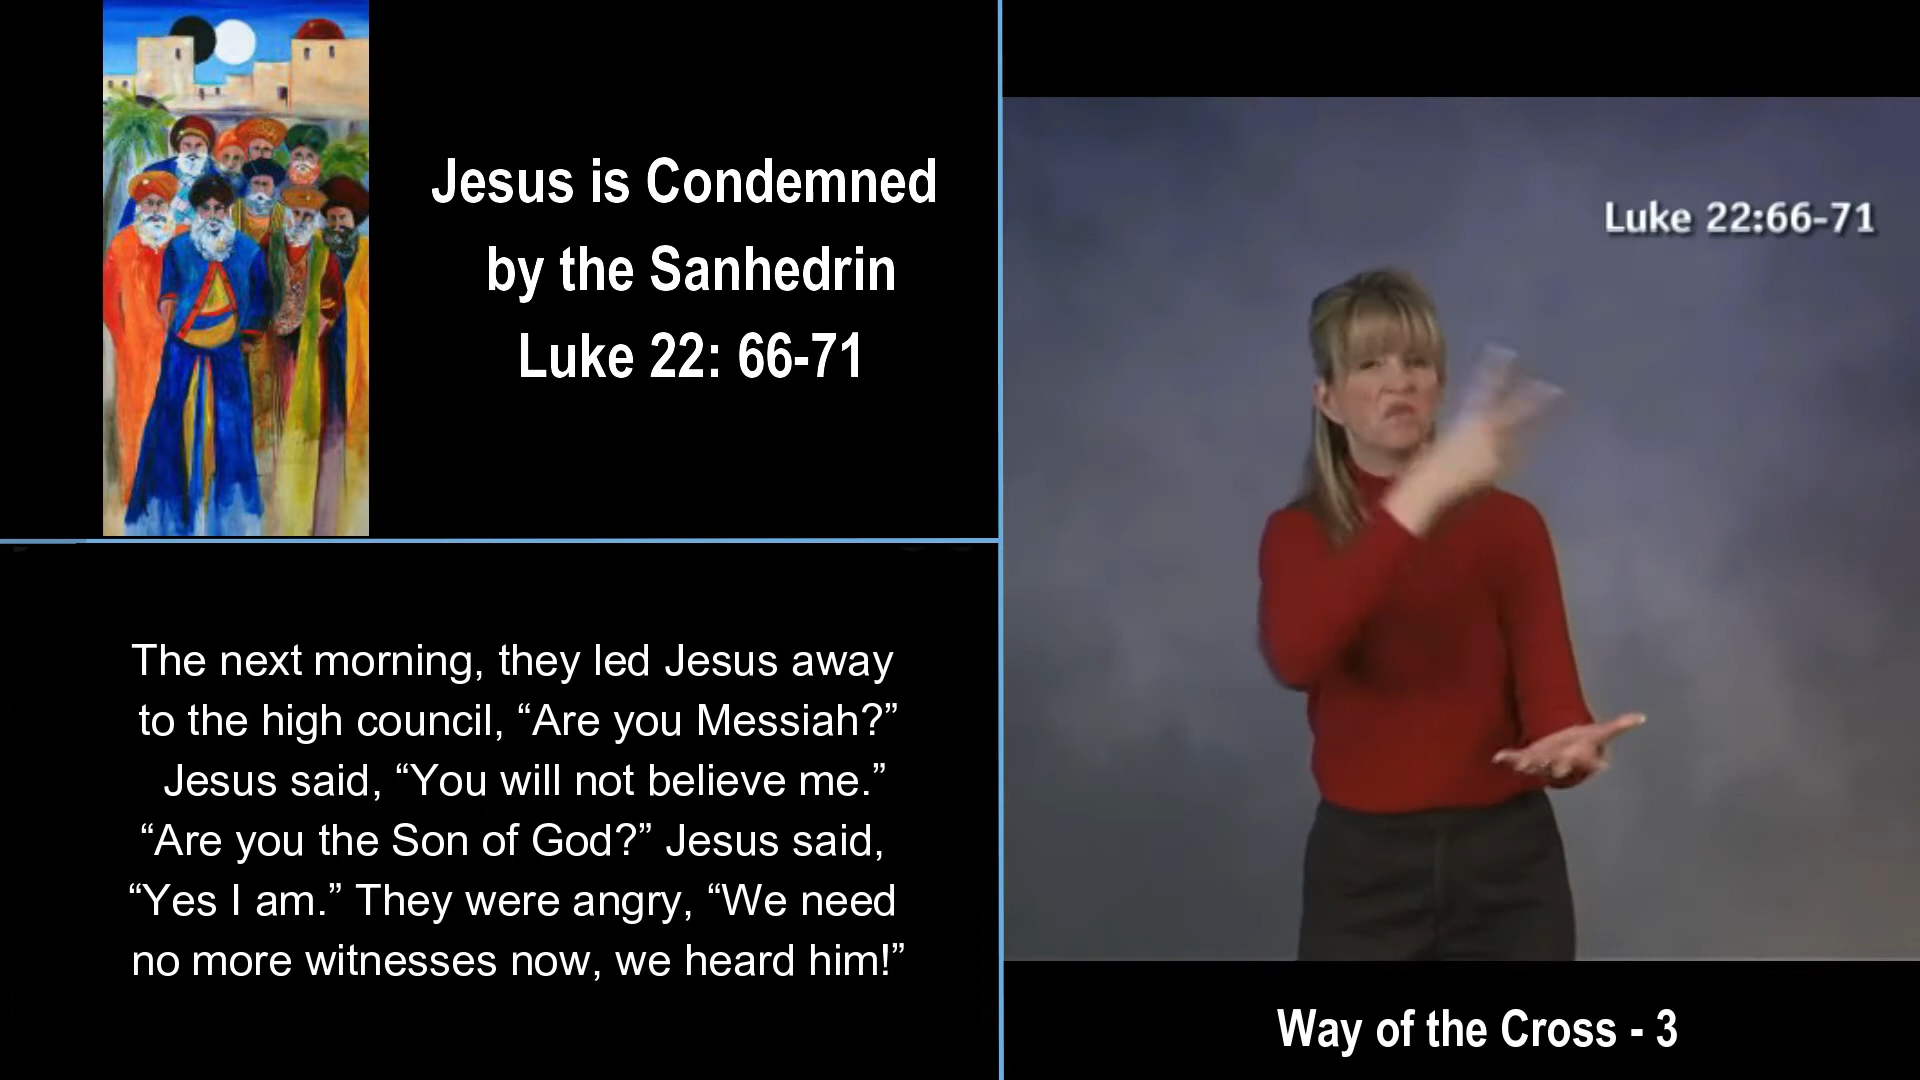 Jesus is Condemned
by the Sanhedrin
Luke 22: 66-71
The next morning, they led Jesus away
to the high council, “Are you Messiah?”
Jesus said, “You will not believe me.”
“Are you the Son of God?” Jesus said,
“Yes I am.” They were angry, “We need
no more witnesses now, we heard him!”
Luke 22:66-71
Way of the Cross - 3